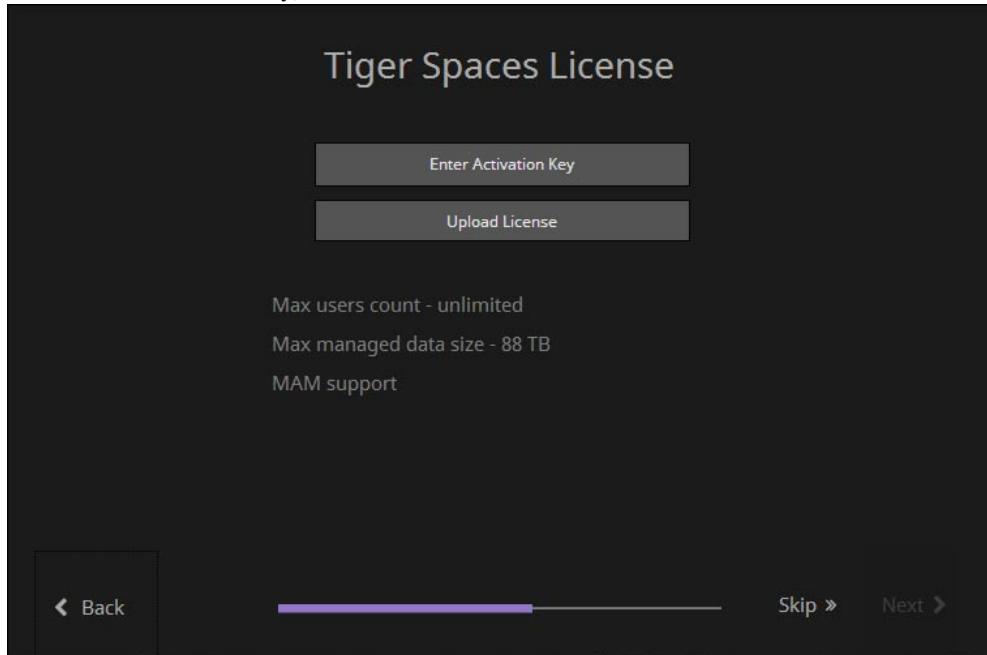 Tiger Spaces License
Enter Activation Key
Upload License
Max users count - unlimited
Max managed data size - 88 TB
MAM support
Back
Skip »
Next